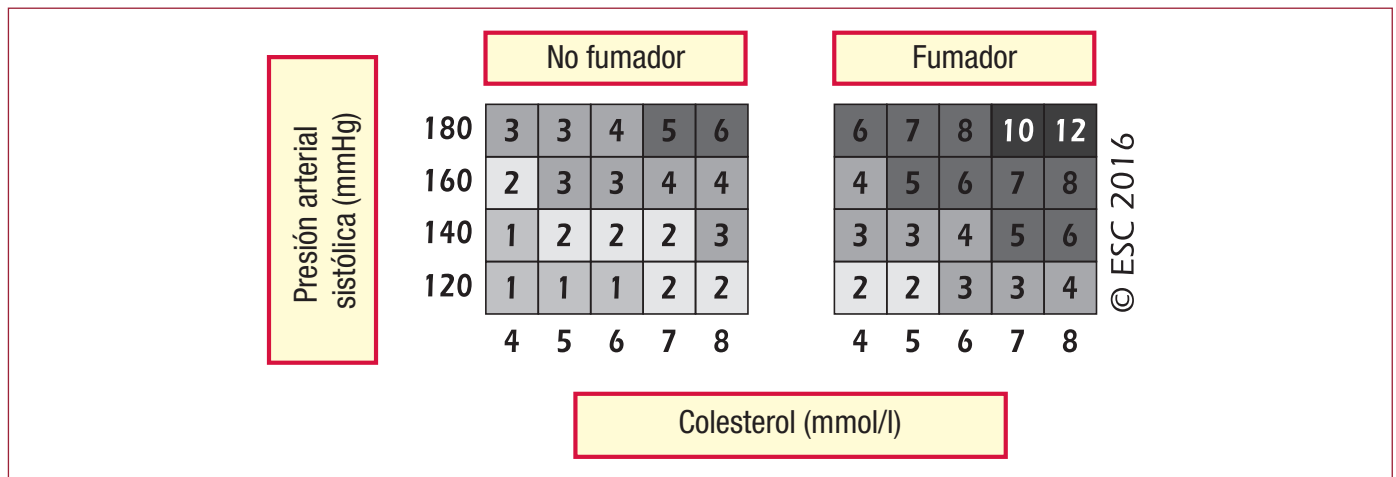 No fumador Fumador
Presión arterial
sistólica (mmHg)
180 3 3 4 5 6 6 7 8 10 12
160 2 3 3 4 4 4 5 6 7 8
140 1 2 2 2 3 3 3 4 5 6
120 1 1 1 2 2 2 2 3 3 4
4 5 6 7 8 4 5 6 7 8
© ESC 2016
Colesterol (mmol/l)